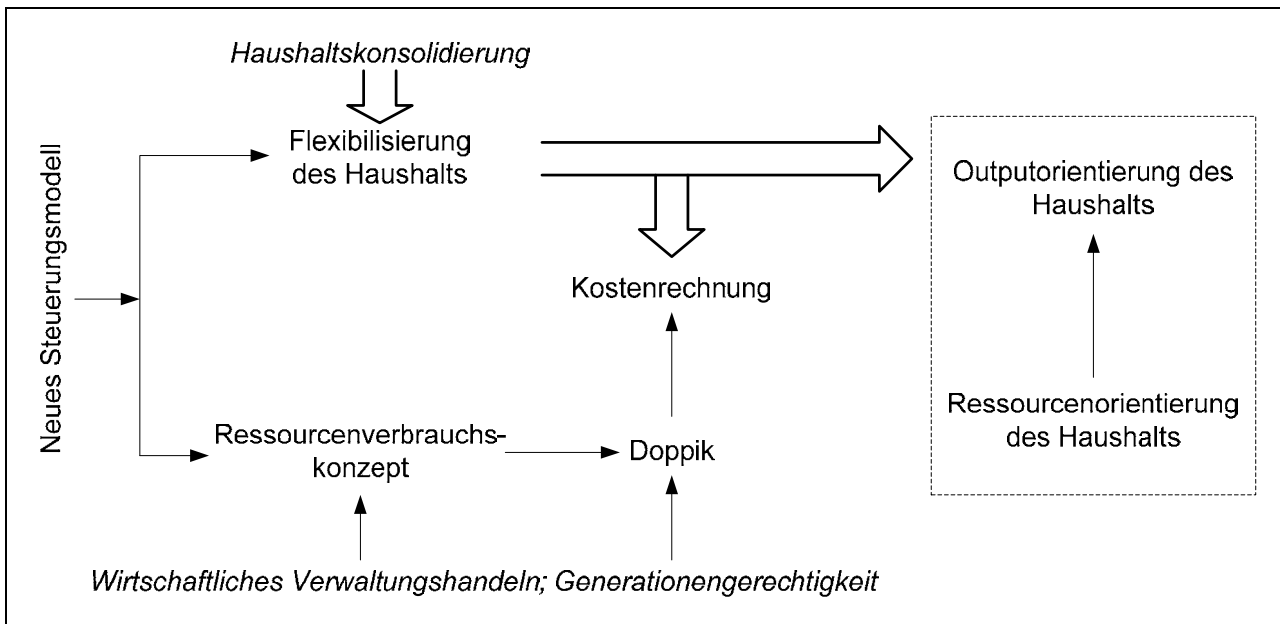 Haushaltskonsolidierung
Flexibilisierung
des Haushalts
Outputorientierung des
Haushalts
Neues Steuerungsmodell
Kostenrechnung
Ressourcenorientierung
des Haushalts
Ressourcenverbrauchs-
konzept
Doppik
Wirtschaftliches Verwaltungshandeln; Generationengerechtigkeit